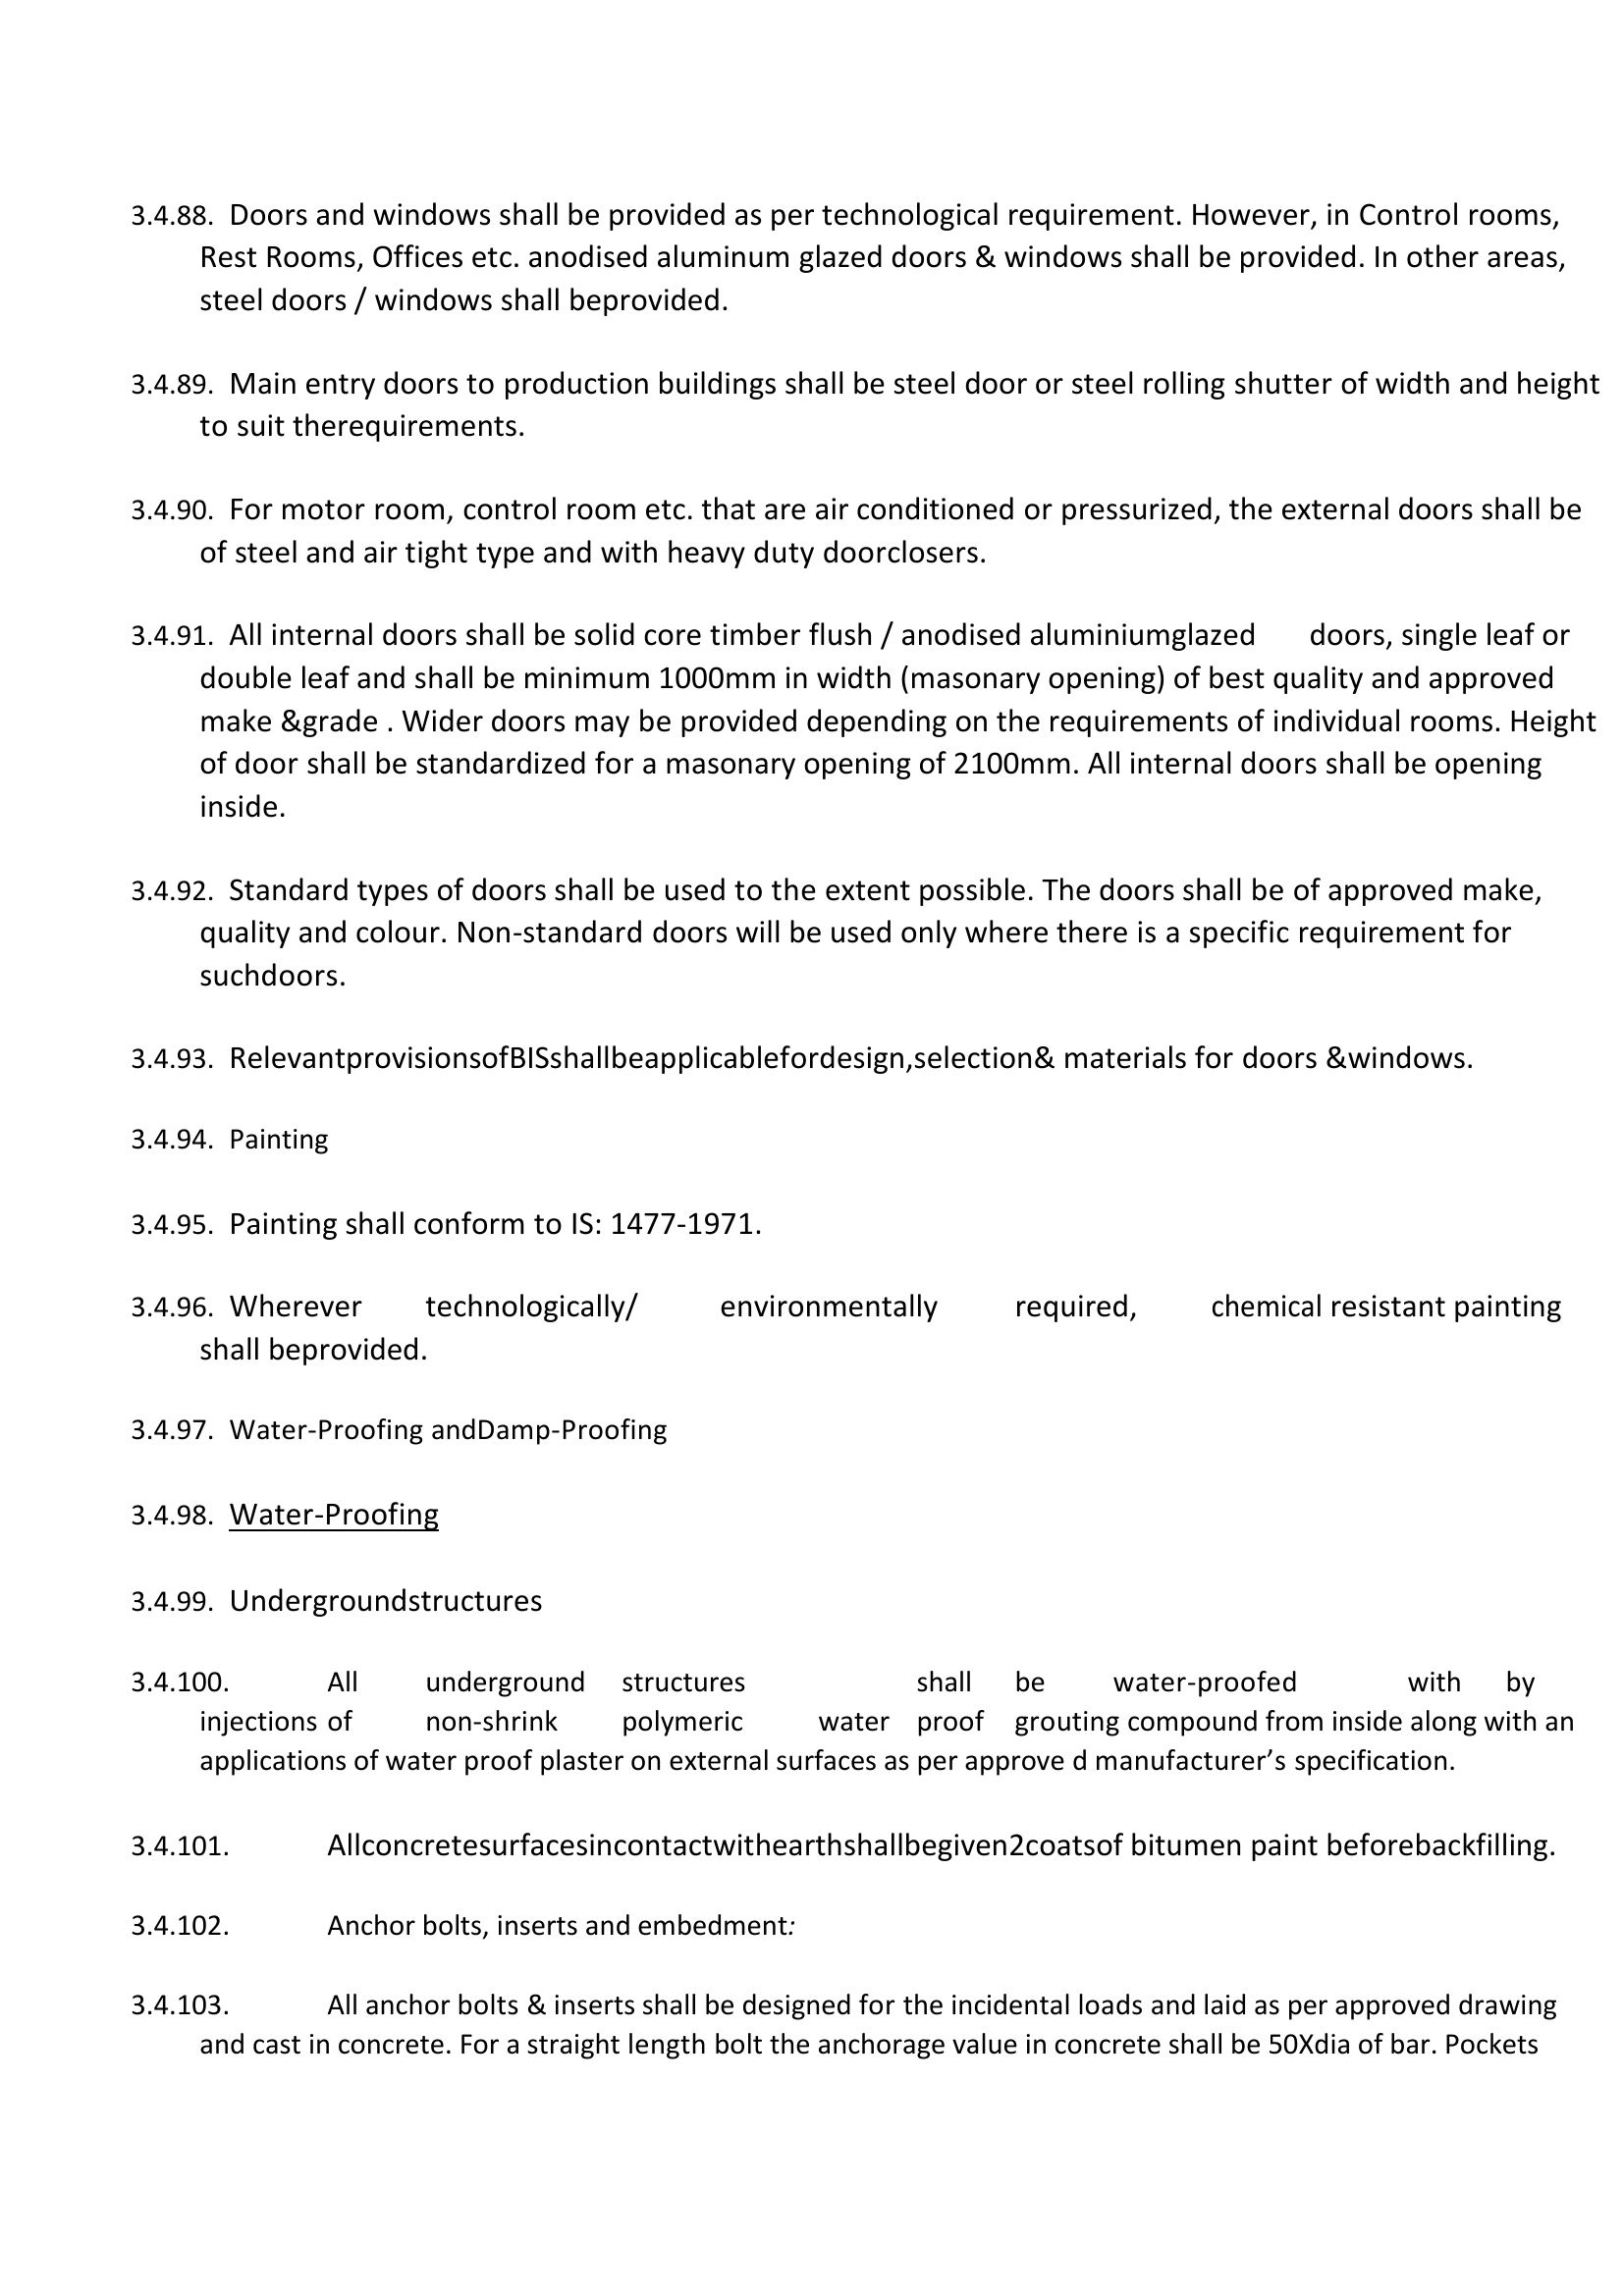 3.4.88. Doors and windows shall be provided as per technological requirement. However, in Control rooms,
Rest Rooms, Offices etc. anodised aluminum glazed doors & windows shall be provided. In other areas,
steel doors / windows shall beprovided.
3.4.89. Main entry doors to production buildings shall be steel door or steel rolling shutter of width and height
to suit therequirements.
3.4.90. For motor room, control room etc. that are air conditioned or pressurized, the external doors shall be
of steel and air tight type and with heavy duty doorclosers.
3.4.91. All internal doors shall be solid core timber flush / anodised aluminiumglazed doors, single leaf or
double leaf and shall be minimum 1000mm in width (masonary opening) of best quality and approved
make &grade . Wider doors may be provided depending on the requirements of individual rooms. Height
of door shall be standardized for a masonary opening of 2100mm. All internal doors shall be opening
inside.
3.4.92. Standard types of doors shall be used to the extent possible. The doors shall be of approved make,
quality and colour. Non-standard doors will be used only where there is a specific requirement for
suchdoors.
3.4.93. RelevantprovisionsofBISshallbeapplicablefordesign,selection& materials for doors &windows.
3.4.94. Painting
3.4.95. Painting shall conform to IS: 1477-1971.
3.4.96. Wherever technologically/ environmentally required, chemical resistant painting
shall beprovided.
3.4.97. Water-Proofing andDamp-Proofing
3.4.98. Water-Proofing
3.4.99. Undergroundstructures
3.4.100. All underground structures shall be water-proofed with by
injections of non-shrink polymeric water proof grouting compound from inside along with an
applications of water proof plaster on external surfaces as per approve d manufacturer’s specification.
3.4.101. Allconcretesurfacesincontactwithearthshallbegiven2coatsof bitumen paint beforebackfilling.
3.4.102. Anchor bolts, inserts and embedment:
3.4.103. All anchor bolts & inserts shall be designed for the incidental loads and laid as per approved drawing
and cast in concrete. For a straight length bolt the anchorage value in concrete shall be 50Xdia of bar. Pockets